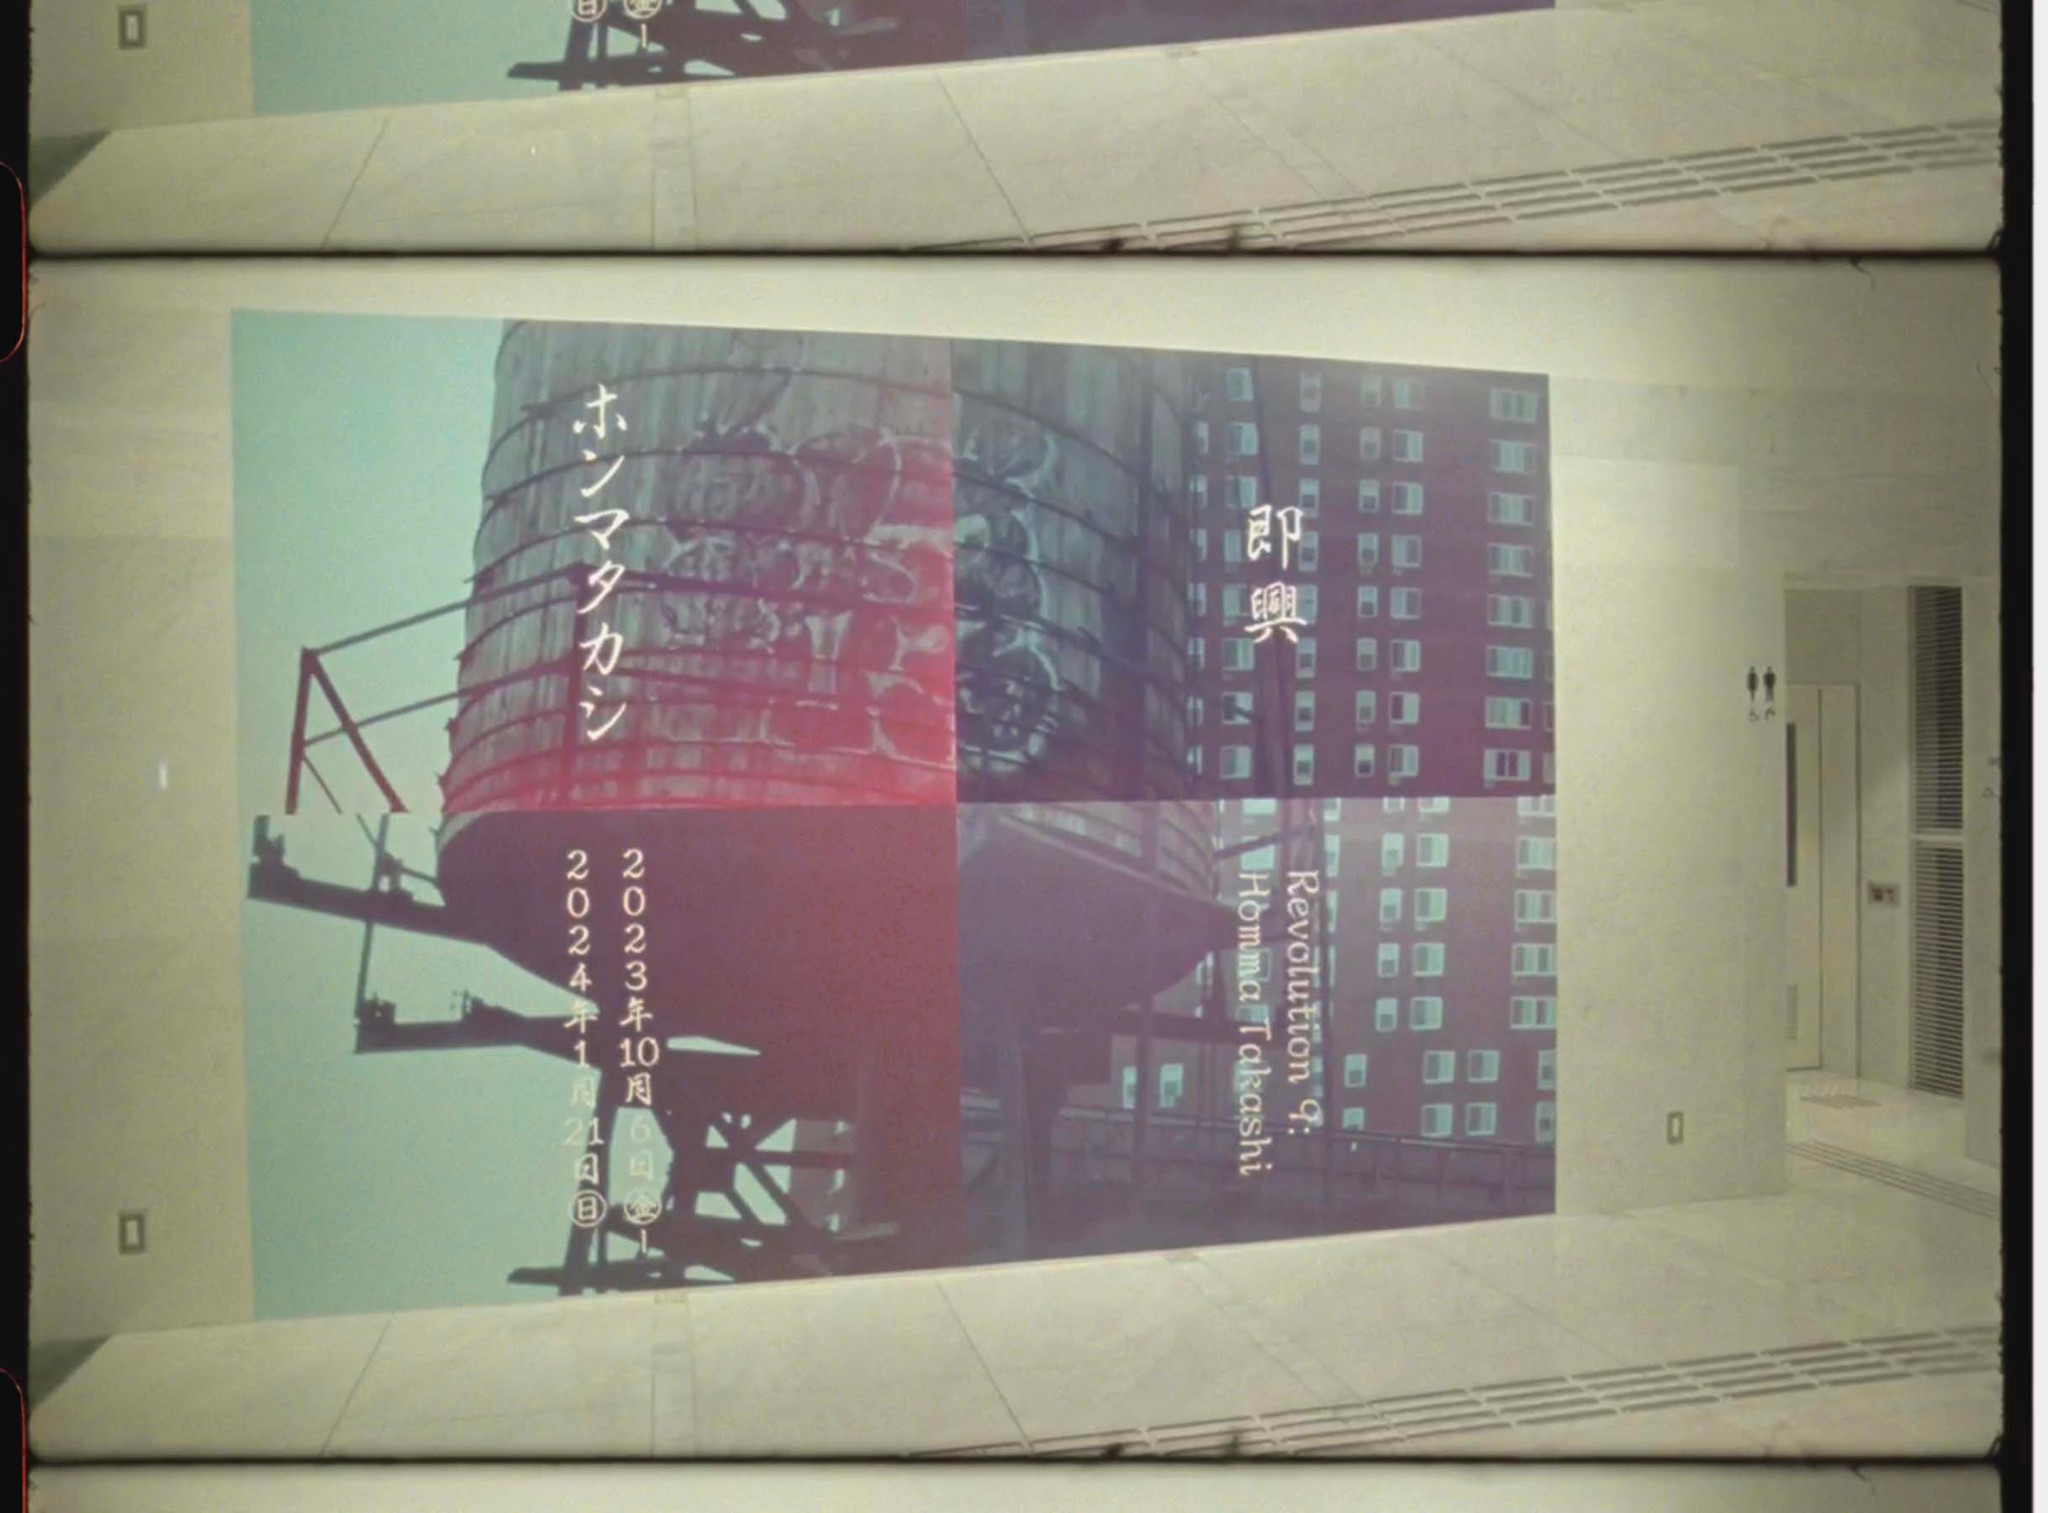 即興
Revolution 9:
Homma Takashi
ホンマタカシ
2023年10月6日㊎–
2024年1月21日㊐